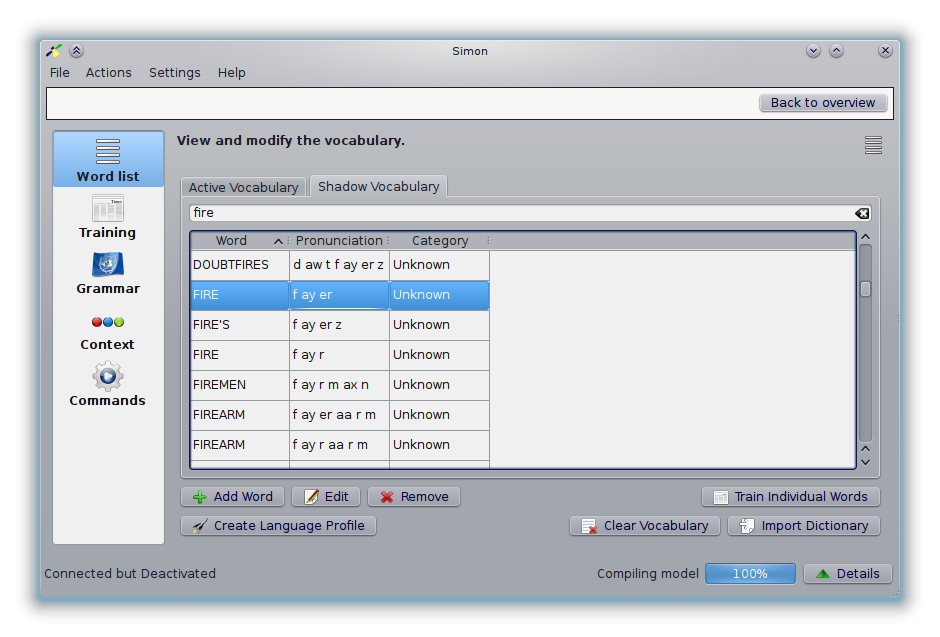 Simon
File Actions Settings Help
Back to overview
Word list
Training
Grammar
Context
Commands
View and modify the vocabulary.
Active Vocabulary Shadow Vocabulary
fire
Word Pronunciation Category
DOUBTFIRES d aw t f ay er z Unknown
FIRE f ay er Unknown
FIRE'S f ay er z Unknown
FIRE f ay r Unknown
FIREMEN f ay r m ax n Unknown
FIREARM f ay er aa r m Unknown
FIREARM f ay r aa r m Unknown
Add Word Edit Remove Train Individual Words
Create Language Profile Clear Vocabulary Import Dictionary
Connected but Deactivated Compiling model 100% Details